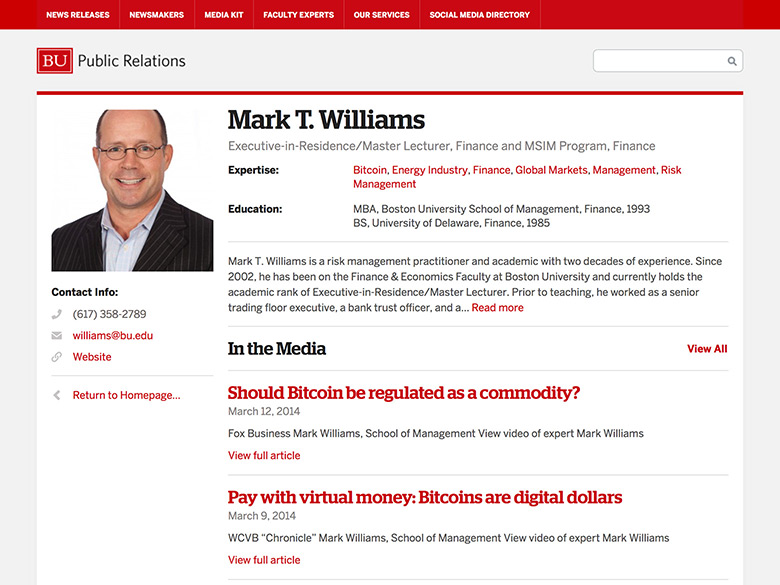 NEWS RELEASES NEWSMAKERS MEDIA KIT FACULTY EXPERTS OUR SERVICES SOCIAL MEDIA DIRECTORY
BU Public Relations
Mark T. Williams
Executive-in-Residence/Master Lecturer, Finance and MSIM Program, Finance
Expertise: Bitcoin, Energy Industry, Finance, Global Markets, Management, Risk
Management
Education: MBA, Boston University School of Management, Finance, 1993
BS, University of Delaware, Finance, 1985
Mark T. Williams is a risk management practitioner and academic with two decades of experience. Since
2002, he has been on the Finance & Economics Faculty at Boston University and currently holds the
academic rank of Executive-in-Residence/Master Lecturer. Prior to teaching, he worked as a senior
trading floor executive, a bank trust officer, and a... Read more
Contact Info:
(617) 358-2789
williams@bu.edu
Website
Return to Homepage...
In the Media View All
Should Bitcoin be regulated as a commodity?
March 12, 2014
Fox Business Mark Williams, School of Management View video of expert Mark Williams
View full article
Pay with virtual money: Bitcoins are digital dollars
March 9, 2014
WCVB “Chronicle” Mark Williams, School of Management View video of expert Mark Williams
View full article